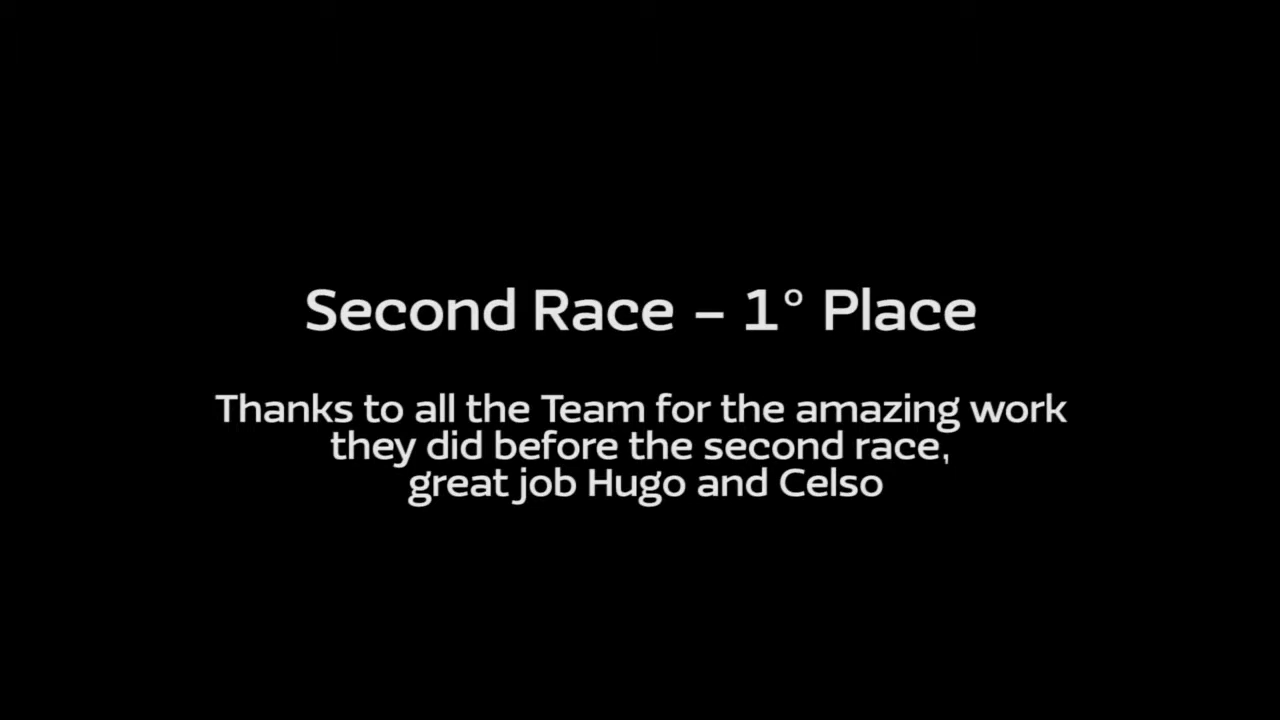 Second Race – 1° Place
Thanks to all the Team for the amazing work
they did before the second race,
great job Hugo and Celso